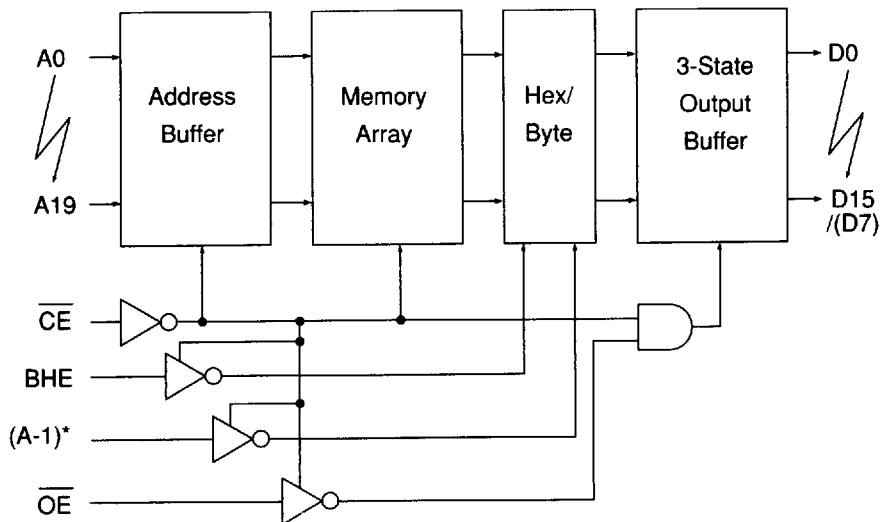 A0
A19
Address
Buffer
Memory
Array
Hex/
Byte
3-State
Output
Buffer
D0
D15
/(D7)
CE
BHE
(A-1)*
OE